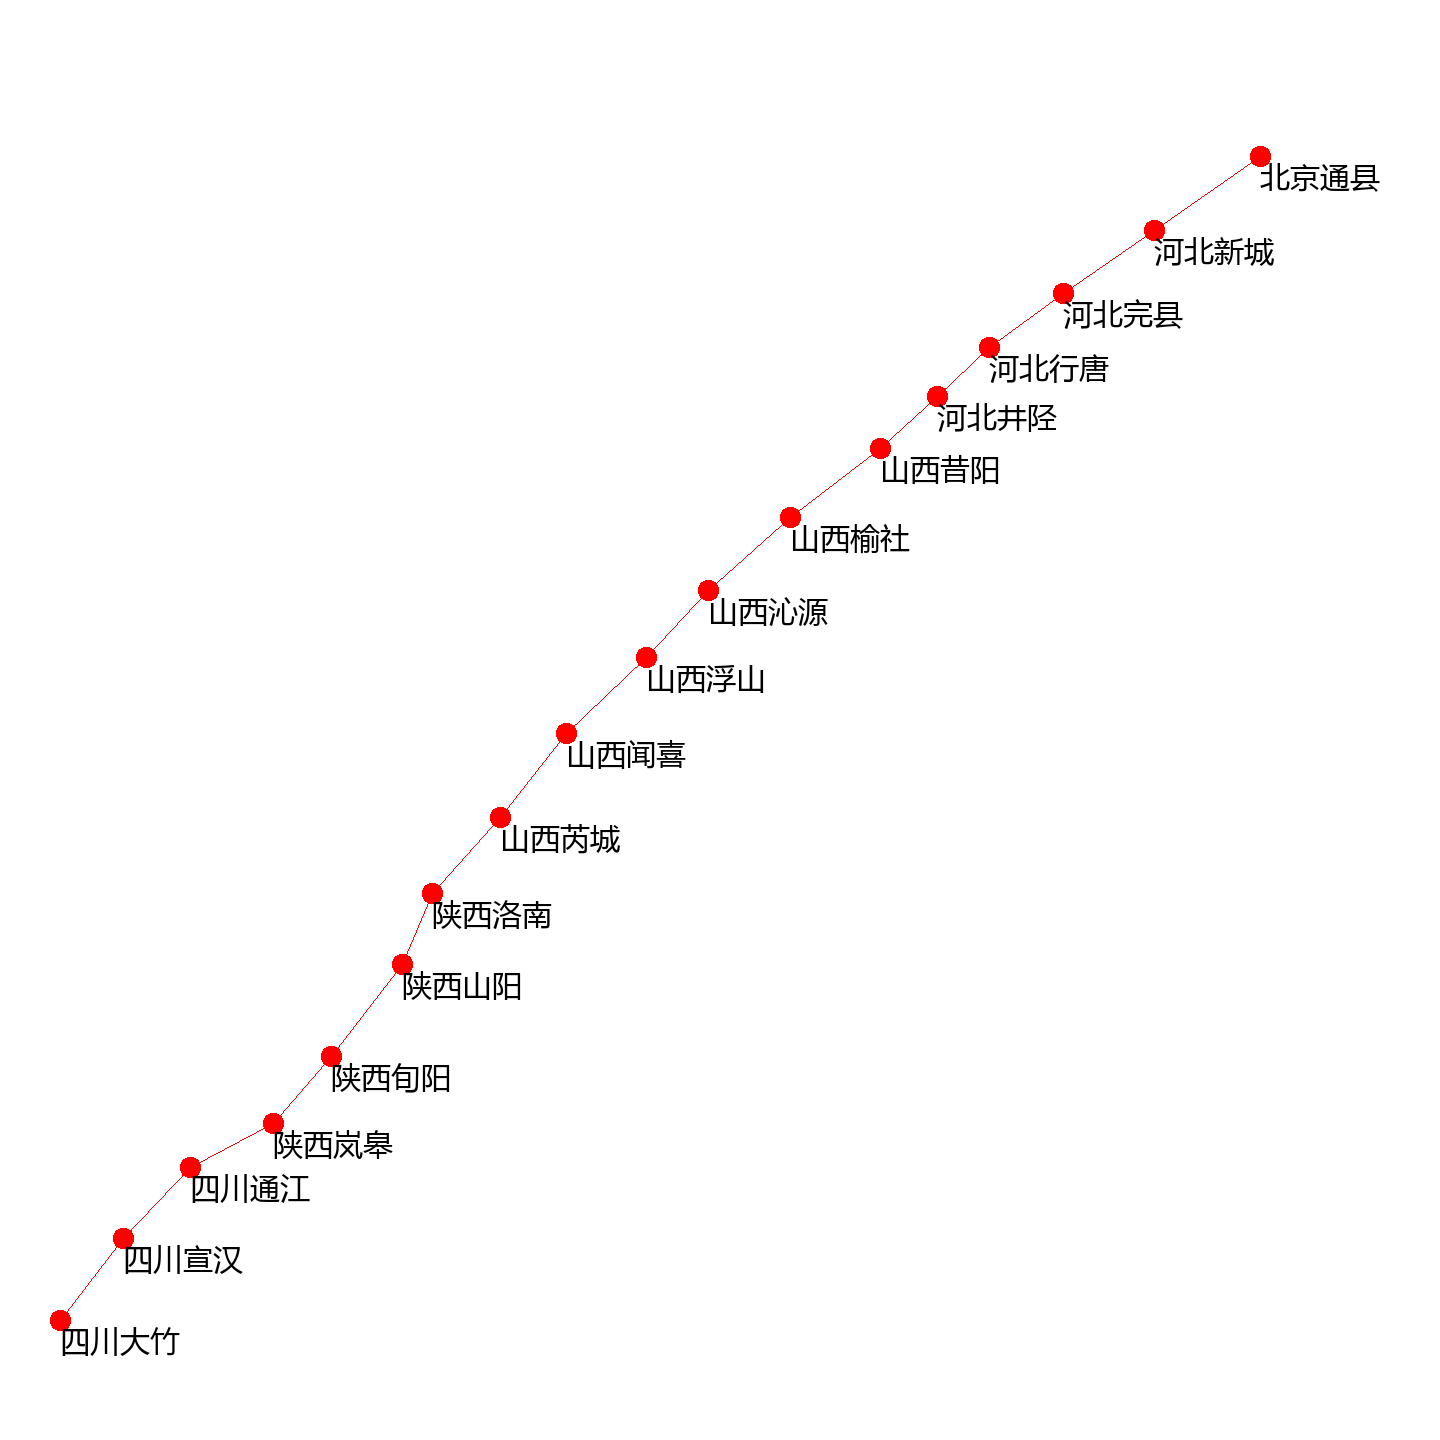 北京通县
河北新城
河北完县
河北行唐
河北井陉
山西昔阳
山西榆社
山西沁源
山西浮山
山西闻喜
山西芮城
陕西洛南
陕西山阳
陕西旬阳
陕西岚皋
四川通江
四川宣汉
四川大竹